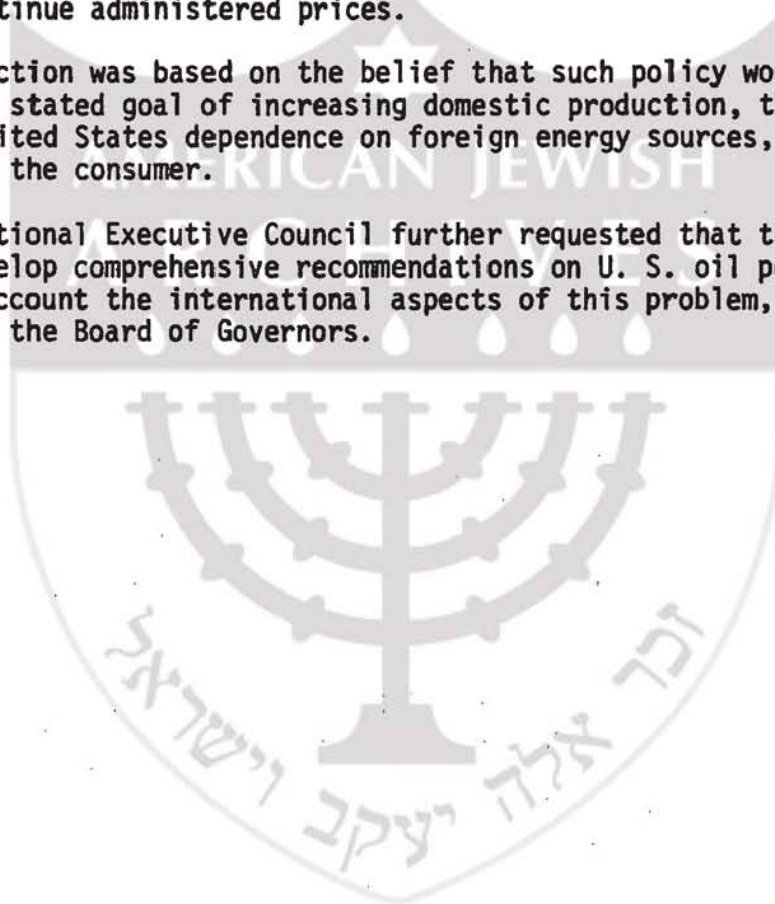 tinue administered prices.
ction was based on the belief that such policy wo
stated goal of increasing domestic production, t
ited States dependence on foreign energy sources,
the consumer.
tional Executive Council further requested that t
elop comprehensive recommendations on U. S. oil p
ccount the international aspects of this problem,
the Board of Governors.
AMERICAN JEWISH
ARCHIVES
זכר אלה יעקב וישראל